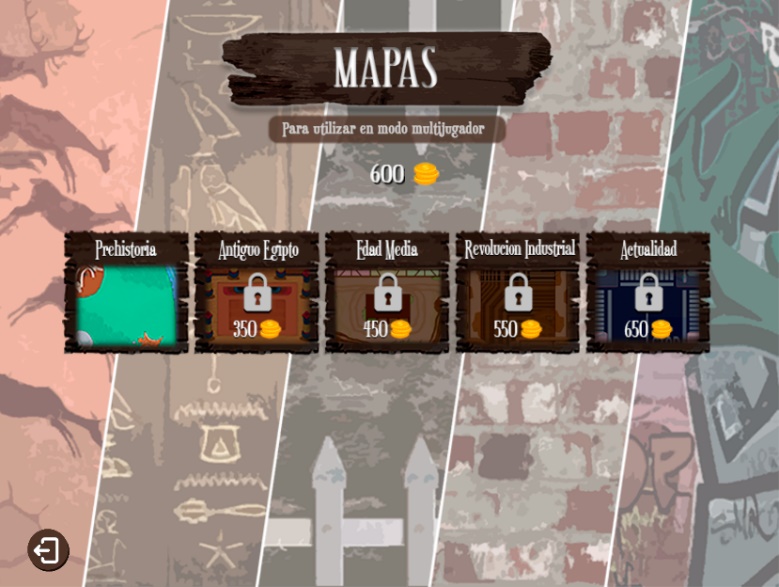 MAPAS
Para utilizar en modo multijugador
600
Prehistoria
Antiguo Egipto
Edad Media
Revolucion Industrial
Actualidad
350
450
550
650